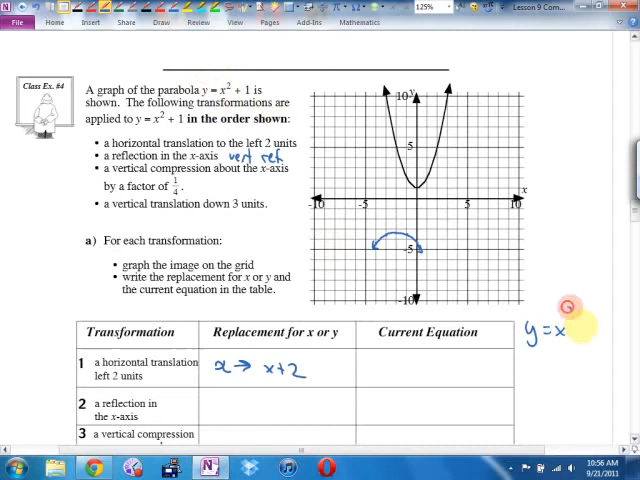 125%
Lesson 9 Com...
File
Home
Insert
Share
Draw
Review
View
Add-Ins
Mathematics
Class Ex. #4
A graph of the parabola y = x² + 1 is
shown. The following transformations are
applied to y = x² + 1 in the order shown:
• a horizontal translation to the left 2 units
• a reflection in the x-axis vert ref.
• a vertical compression about the x-axis
by a factor of 1/4.
• a vertical translation down 3 units.
a) For each transformation:
• graph the image on the grid
• write the replacement for x or y and
the current equation in the table.
10 y
5
x
-10 -5 0 5 10
-5
-10
Transformation Replacement for x or y Current Equation
y = x
1 a horizontal translation
left 2 units
x → x+2
2 a reflection in
the x-axis
3 a vertical compression
10:56 AM
9/21/2011